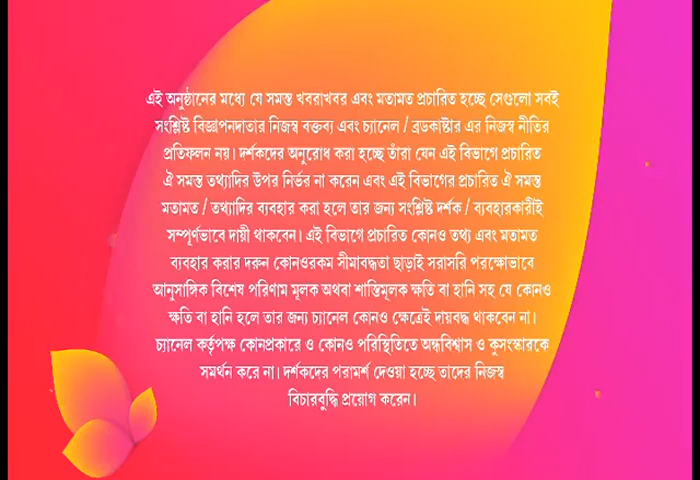 এই অনুষ্ঠানের মধ্যে যে সমস্ত খবরাখবর এবং মতামত প্রচারিত হচ্ছে সেগুলো সবই
সংশ্লিষ্ট বিজ্ঞাপনদাতার নিজস্ব বক্তব্য এবং চ্যানেল / ব্রডকাষ্টার এর নিজস্ব নীতির
প্রতিফলন নয়। দর্শকদের অনুরোধ করা হচ্ছে তাঁরা যেন এই বিভাগে প্রচারিত
ঐ সমস্ত তথ্যাদির উপর নির্ভর না করেন এবং এই বিভাগের প্রচারিত ঐ সমস্ত
মতামত / তথ্যাদির ব্যবহার করা হলে তার জন্য সংশ্লিষ্ট দর্শক / ব্যবহারকারীই
সম্পূর্ণভাবে দায়ী থাকবেন। এই বিভাগে প্রচারিত কোনও তথ্য এবং মতামত
ব্যবহার করার দরুন কোনওরকম সীমাবদ্ধতা ছাড়াই সরাসরি পরক্ষোভাবে
আনুসাঙ্গিক বিশেষ পরিণাম মূলক অথবা শাস্তিমূলক ক্ষতি বা হানি সহ যে কোনও
ক্ষতি বা হানি হলে তার জন্য চ্যানেল কোনও ক্ষেত্রেই দায়বদ্ধ থাকবেন না।
চ্যানেল কর্তৃপক্ষ কোনপ্রকারে ও কোনও পরিস্থিতিতে অন্ধবিশ্বাস ও কুসংস্কারকে
সমর্থন করে না। দর্শকদের পরামর্শ দেওয়া হচ্ছে তাদের নিজস্ব
বিচারবুদ্ধি প্রয়োগ করেন।